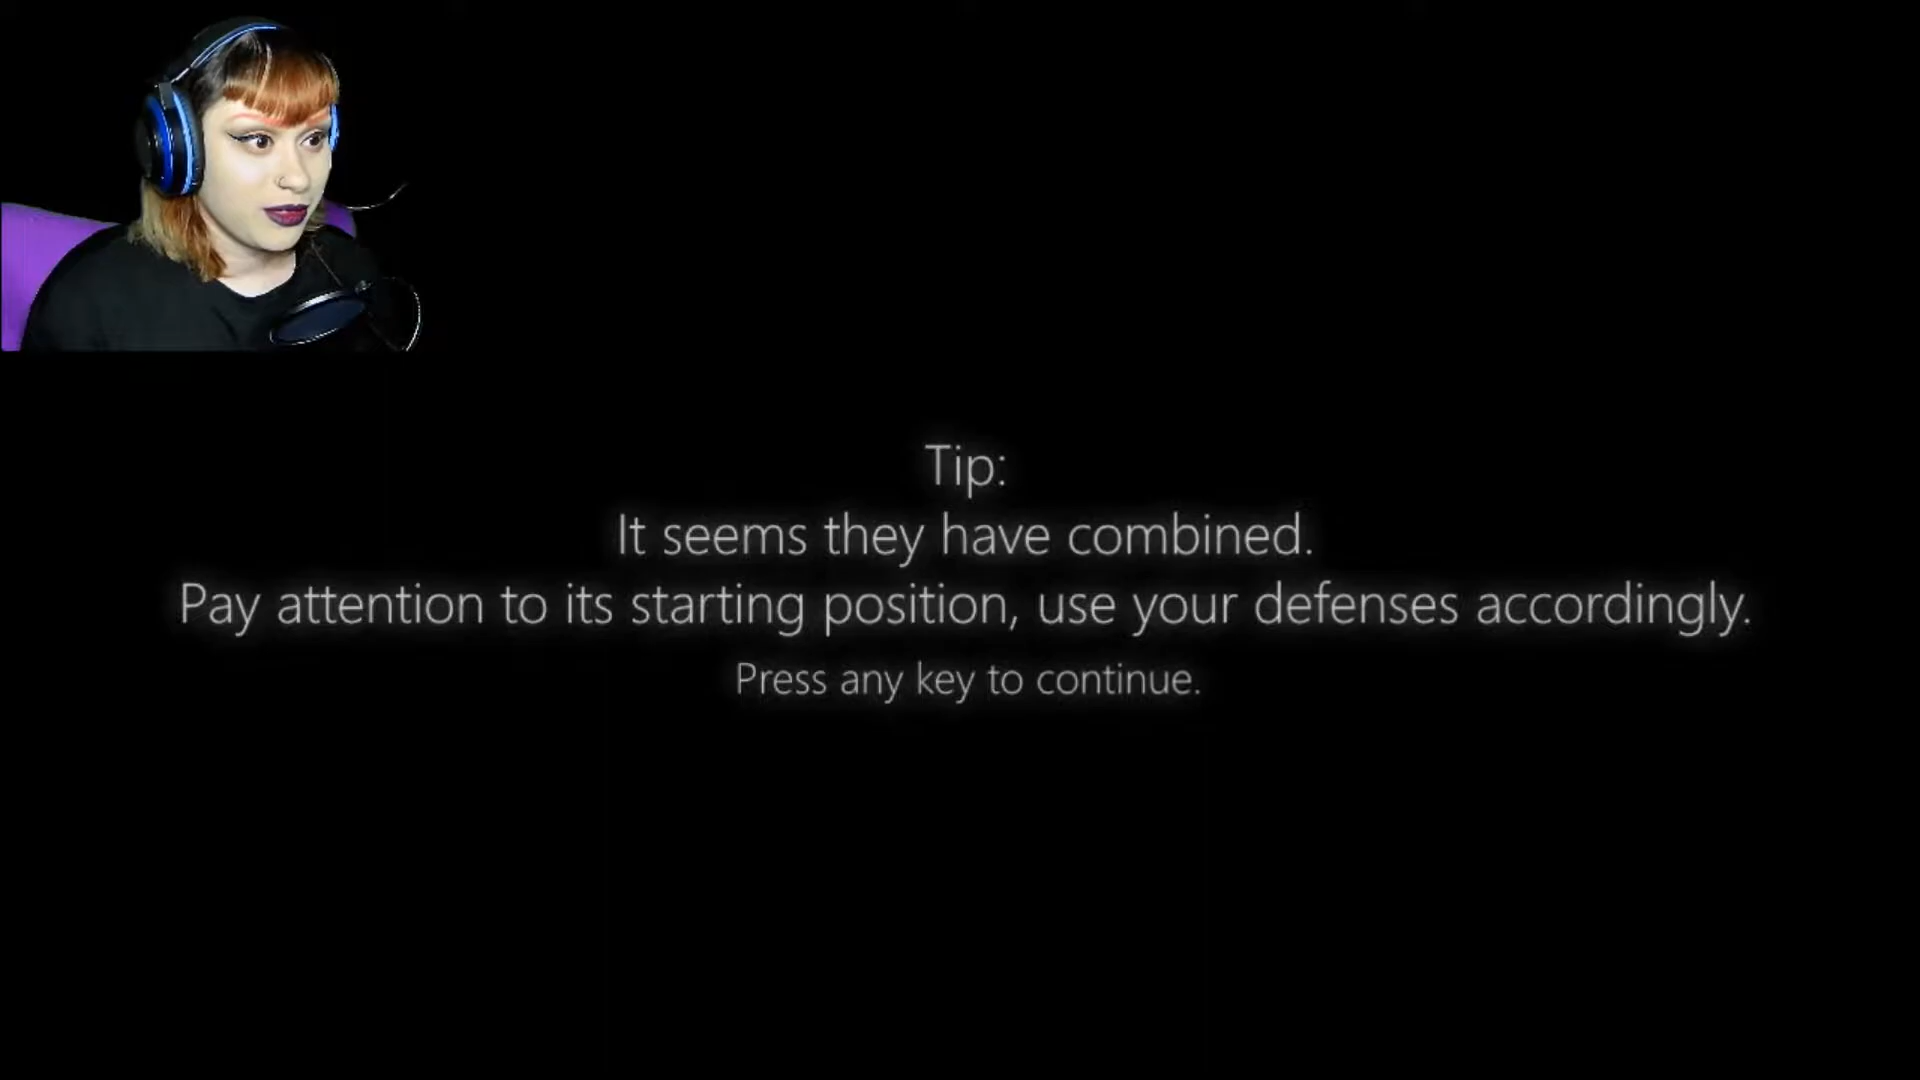 Tip:
It seems they have combined.
Pay attention to its starting position, use your defenses accordingly.
Press any key to continue.